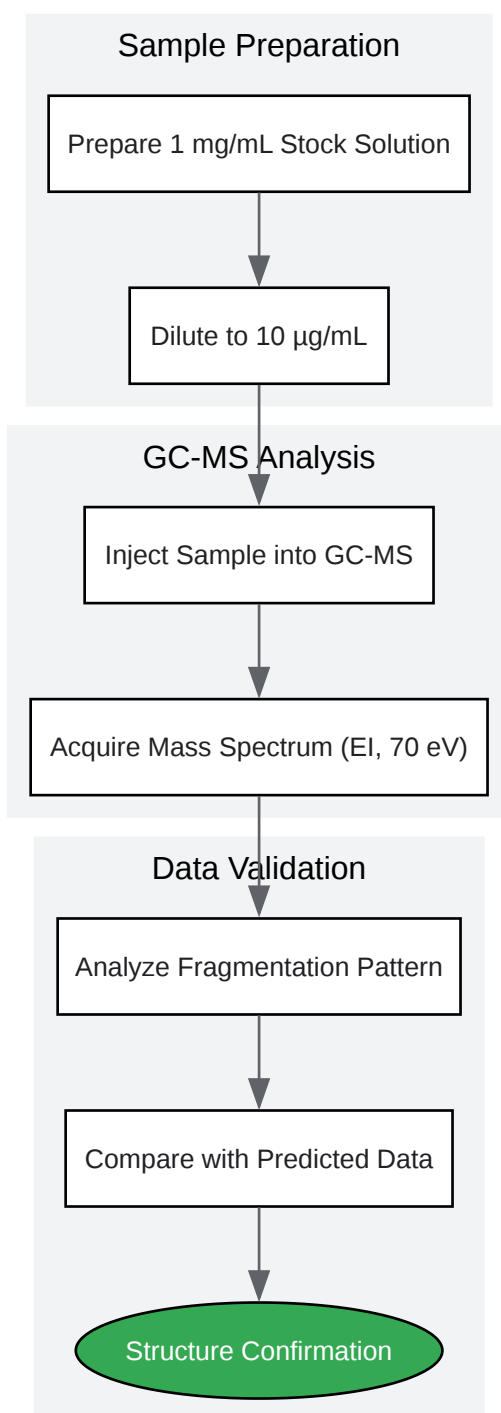 Sample Preparation
Prepare 1 mg/mL Stock Solution
Dilute to 10 µg/mL
GC-MS Analysis
Inject Sample into GC-MS
Acquire Mass Spectrum (EI, 70 eV)
Data Validation
Analyze Fragmentation Pattern
Compare with Predicted Data
Structure Confirmation